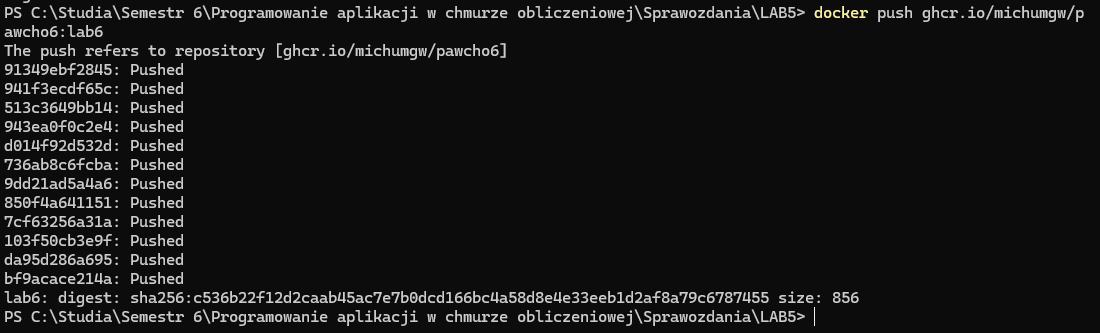 PS C:\Studia\Semestr 6\Programowanie aplikacji w chmurze obliczeniowej\Sprawozdania\LAB5> docker push ghcr.io/michumgw/p
awcho6:lab6
The push refers to repository [ghcr.io/michumgw/pawcho6]
91349ebf2845: Pushed
941f3ecdf65c: Pushed
513c3649bb14: Pushed
943ea0f0c2e4: Pushed
d014f92d532d: Pushed
736ab8c6fcba: Pushed
9dd21ad5a4a6: Pushed
850f4a641151: Pushed
7cf63256a31a: Pushed
103f50cb3e9f: Pushed
da95d286a695: Pushed
bf9acace214a: Pushed
lab6: digest: sha256:c536b22f12d2caab45ac7e7b0dcd166bc4a58d8e4e33eeb1d2af8a79c6787455 size: 856
PS C:\Studia\Semestr 6\Programowanie aplikacji w chmurze obliczeniowej\Sprawozdania\LAB5>